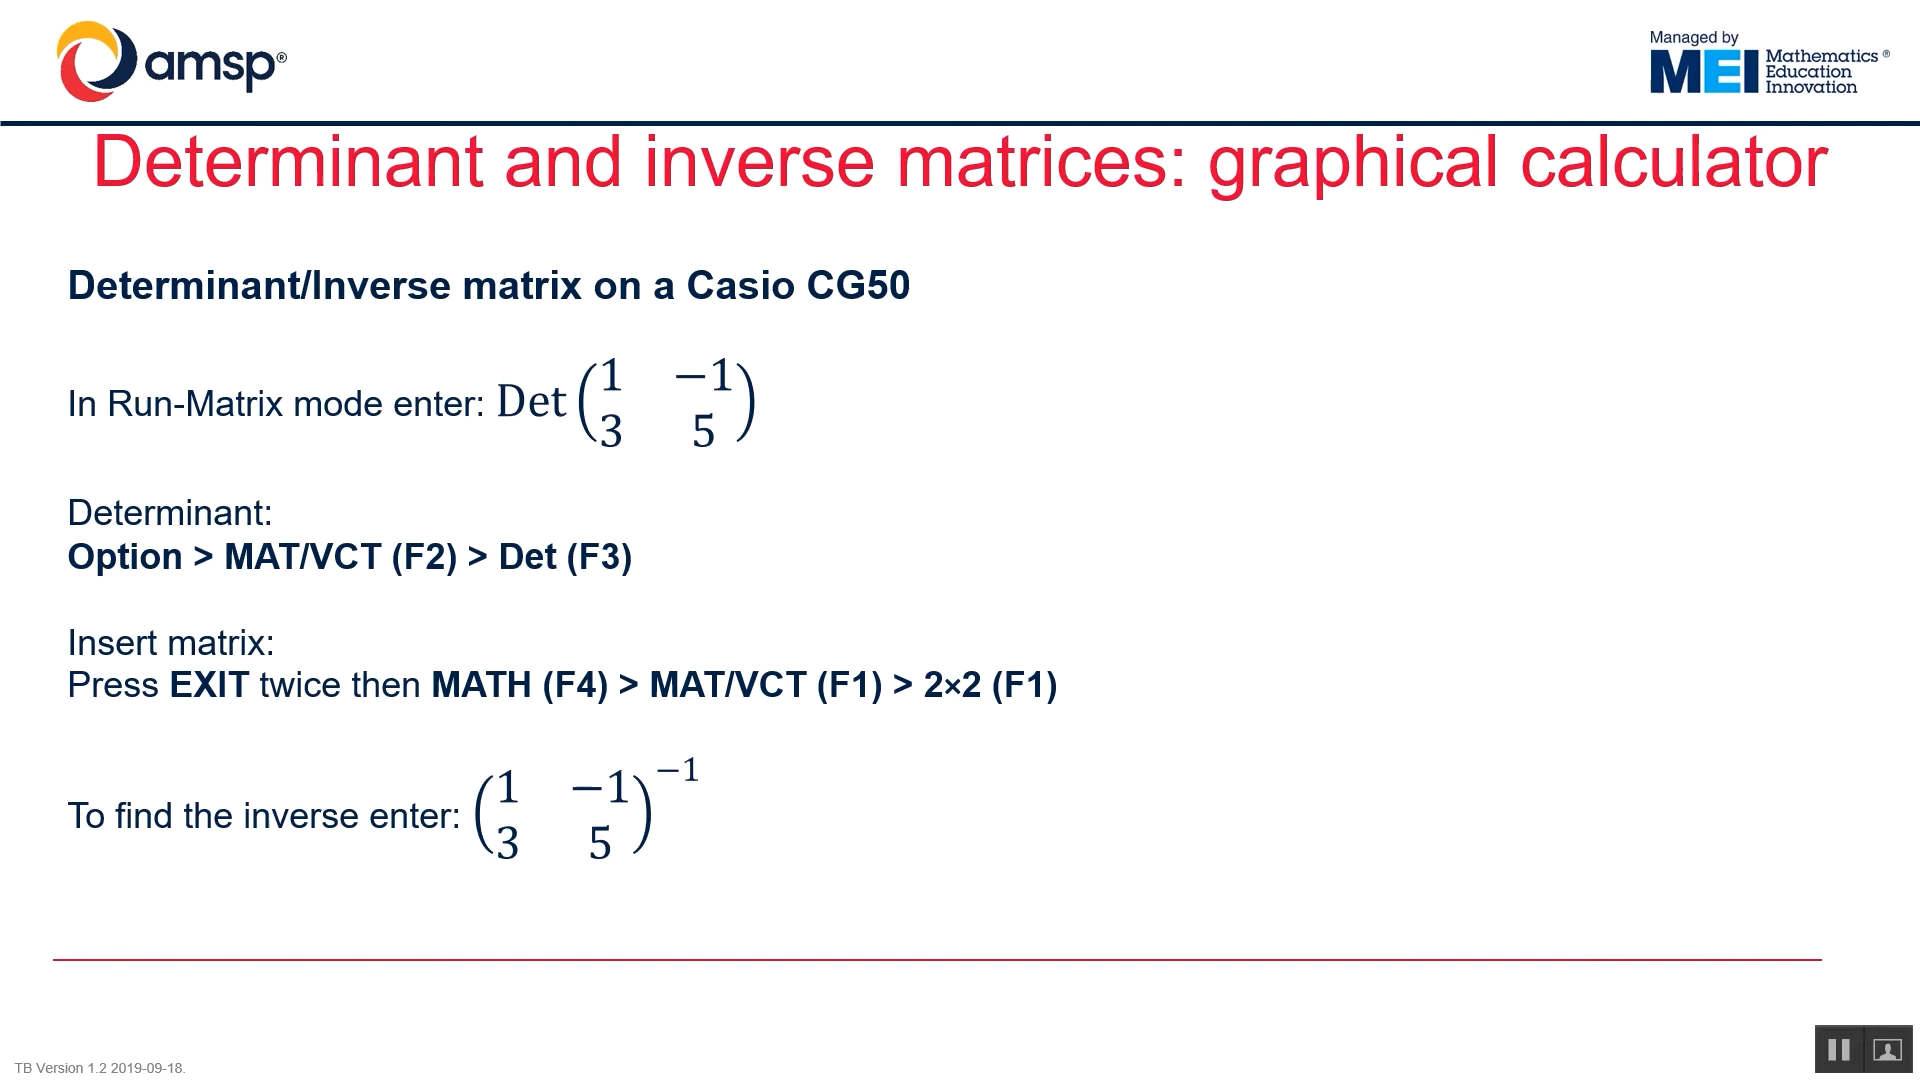 amsp®
Managed by
MEI Mathematics ®
Education
Innovation
Determinant and inverse matrices: graphical calculator
Determinant/Inverse matrix on a Casio CG50
In Run-Matrix mode enter: Det (1 −1
3 5)
Determinant:
Option > MAT/VCT (F2) > Det (F3)
Insert matrix:
Press EXIT twice then MATH (F4) > MAT/VCT (F1) > 2×2 (F1)
To find the inverse enter: (1 −1
3 5)⁻¹
TB Version 1.2 2019-09-18.